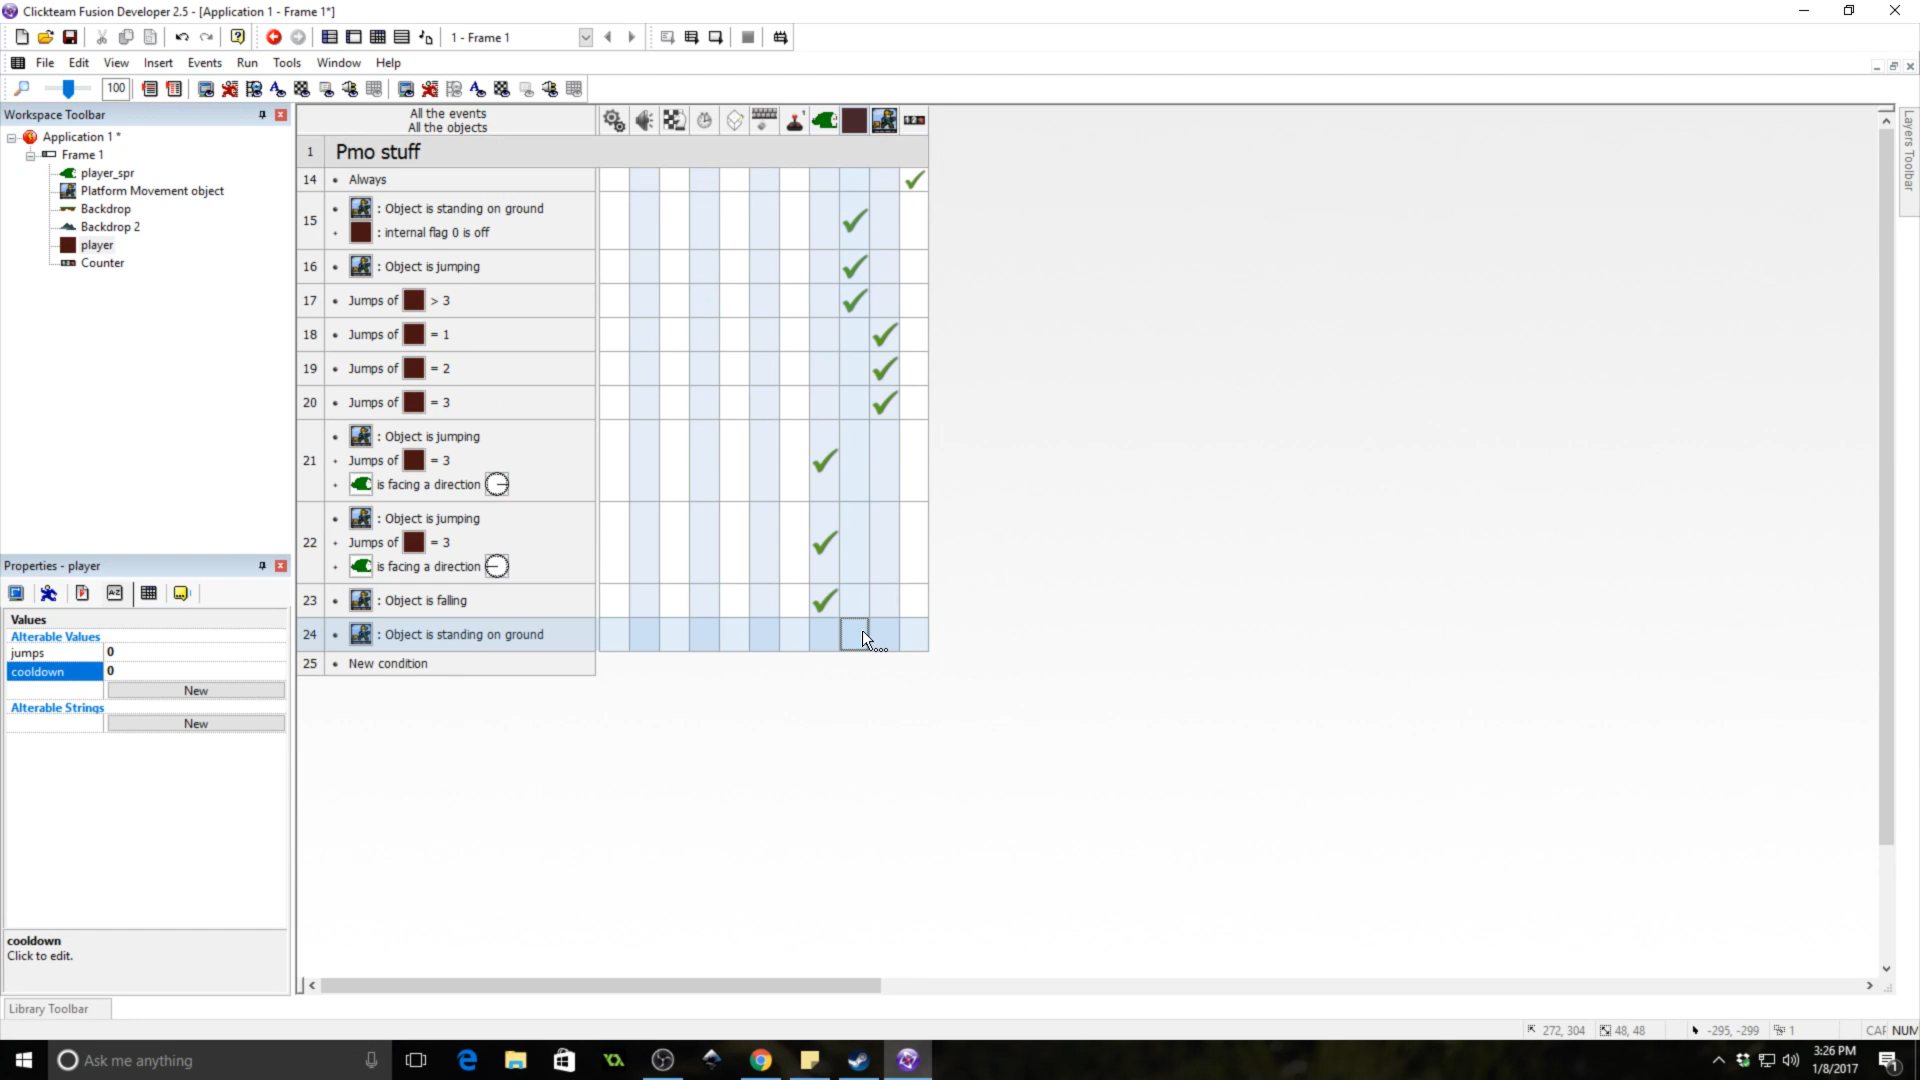 Clickteam Fusion Developer 2.5 - [Application 1 - Frame 1*]
1 - Frame 1
File Edit View Insert Events Run Tools Window Help
100
Workspace Toolbar
Application 1 *
Frame 1
player_spr
Platform Movement object
Backdrop
Backdrop 2
player
Counter
All the events
All the objects
1 Pmo stuff
14 • Always
15 • : Object is standing on ground
+ : internal flag 0 is off
16 • : Object is jumping
17 • Jumps of > 3
18 • Jumps of = 1
19 • Jumps of = 2
20 • Jumps of = 3
21 • : Object is jumping
+ Jumps of = 3
+ is facing a direction
22 • : Object is jumping
+ Jumps of = 3
+ is facing a direction
23 • : Object is falling
24 • : Object is standing on ground
25 • New condition
Layers Toolbar
Properties - player
Values
Alterable Values
jumps 0
cooldown 0
New
Alterable Strings
New
cooldown
Click to edit.
Library Toolbar
272, 304 48, 48 -295, -299 1 CAP NUM
Ask me anything
3:26 PM
1/8/2017
1